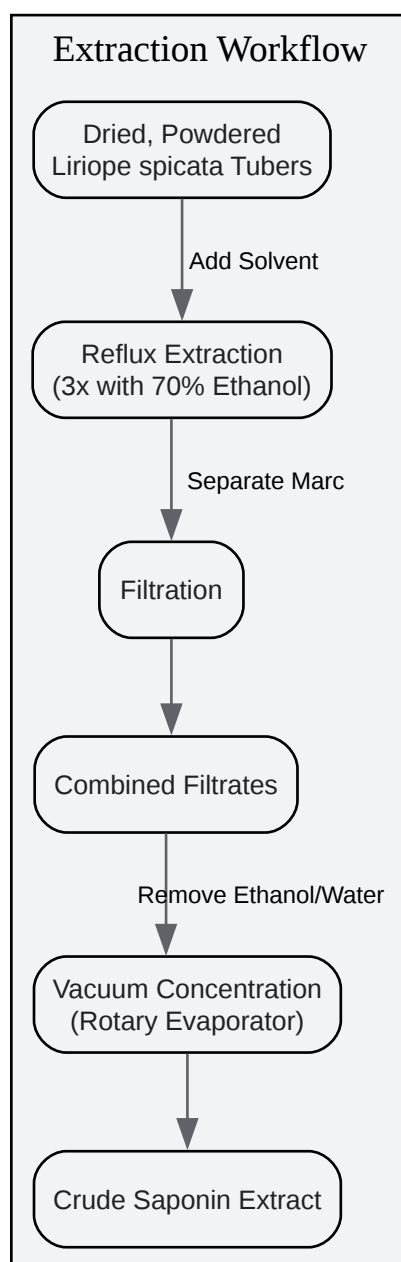 Extraction Workflow
Dried, Powdered
Liriope spicata Tubers
Add Solvent
Reflux Extraction
(3x with 70% Ethanol)
Separate Marc
Filtration
Combined Filtrates
Remove Ethanol/Water
Vacuum Concentration
(Rotary Evaporator)
Crude Saponin Extract